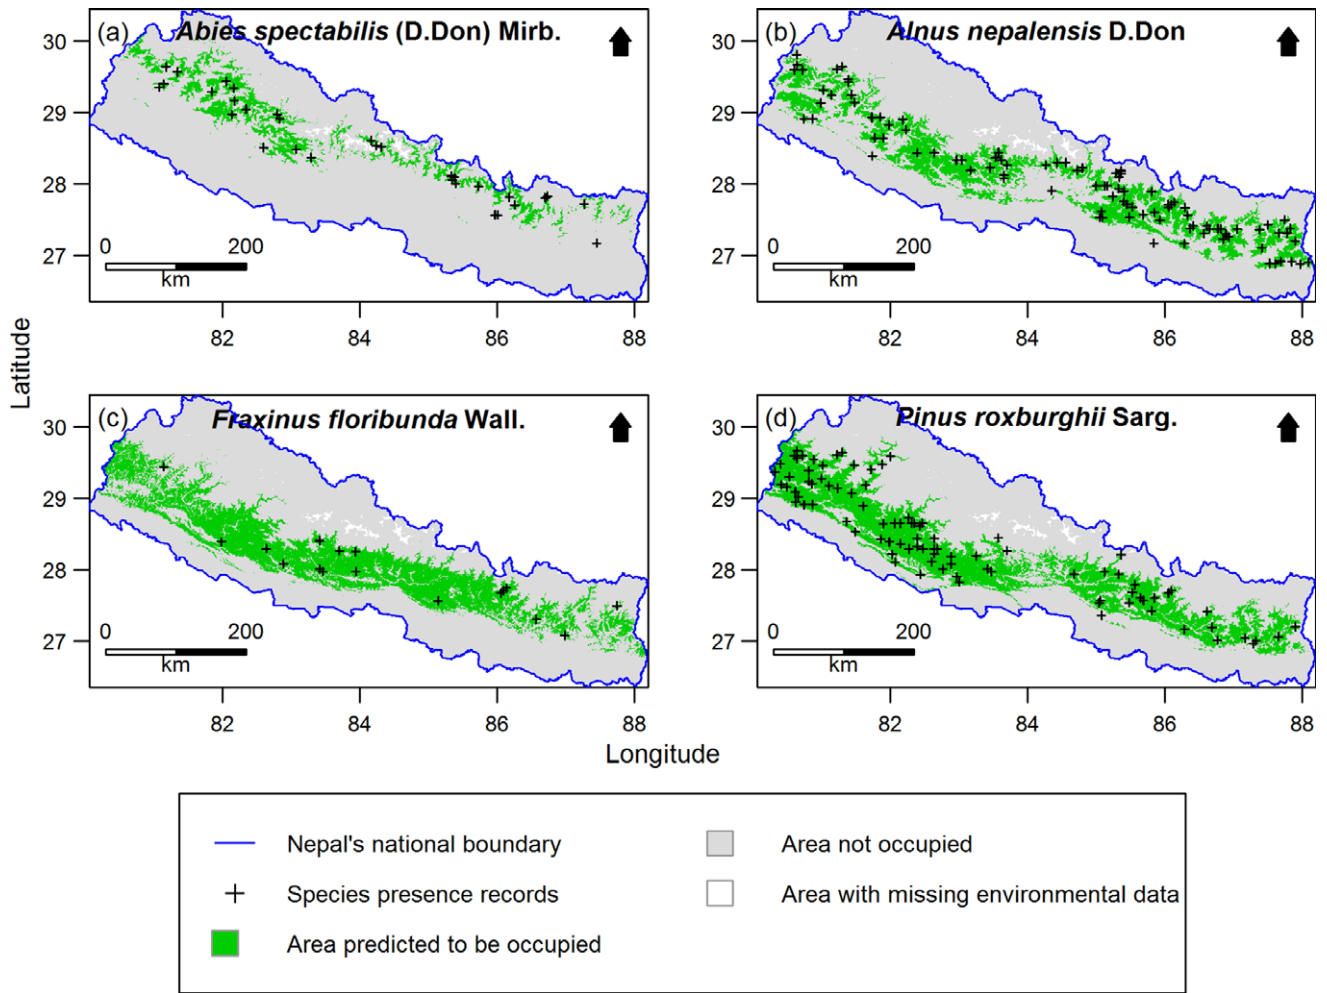 (a) Abies spectabilis (D.Don) Mirb.
30
29
28
27
0 200
km
82 84 86 88
(b) Alnus nepalensis D.Don
30
29
28
27
0 200
km
82 84 86 88
Latitude
(c) Fraxinus floribunda Wall.
30
29
28
27
0 200
km
82 84 86 88
(d) Pinus roxburghii Sarg.
30
29
28
27
0 200
km
82 84 86 88
Longitude
Nepal's national boundary
Species presence records
Area predicted to be occupied
Area not occupied
Area with missing environmental data